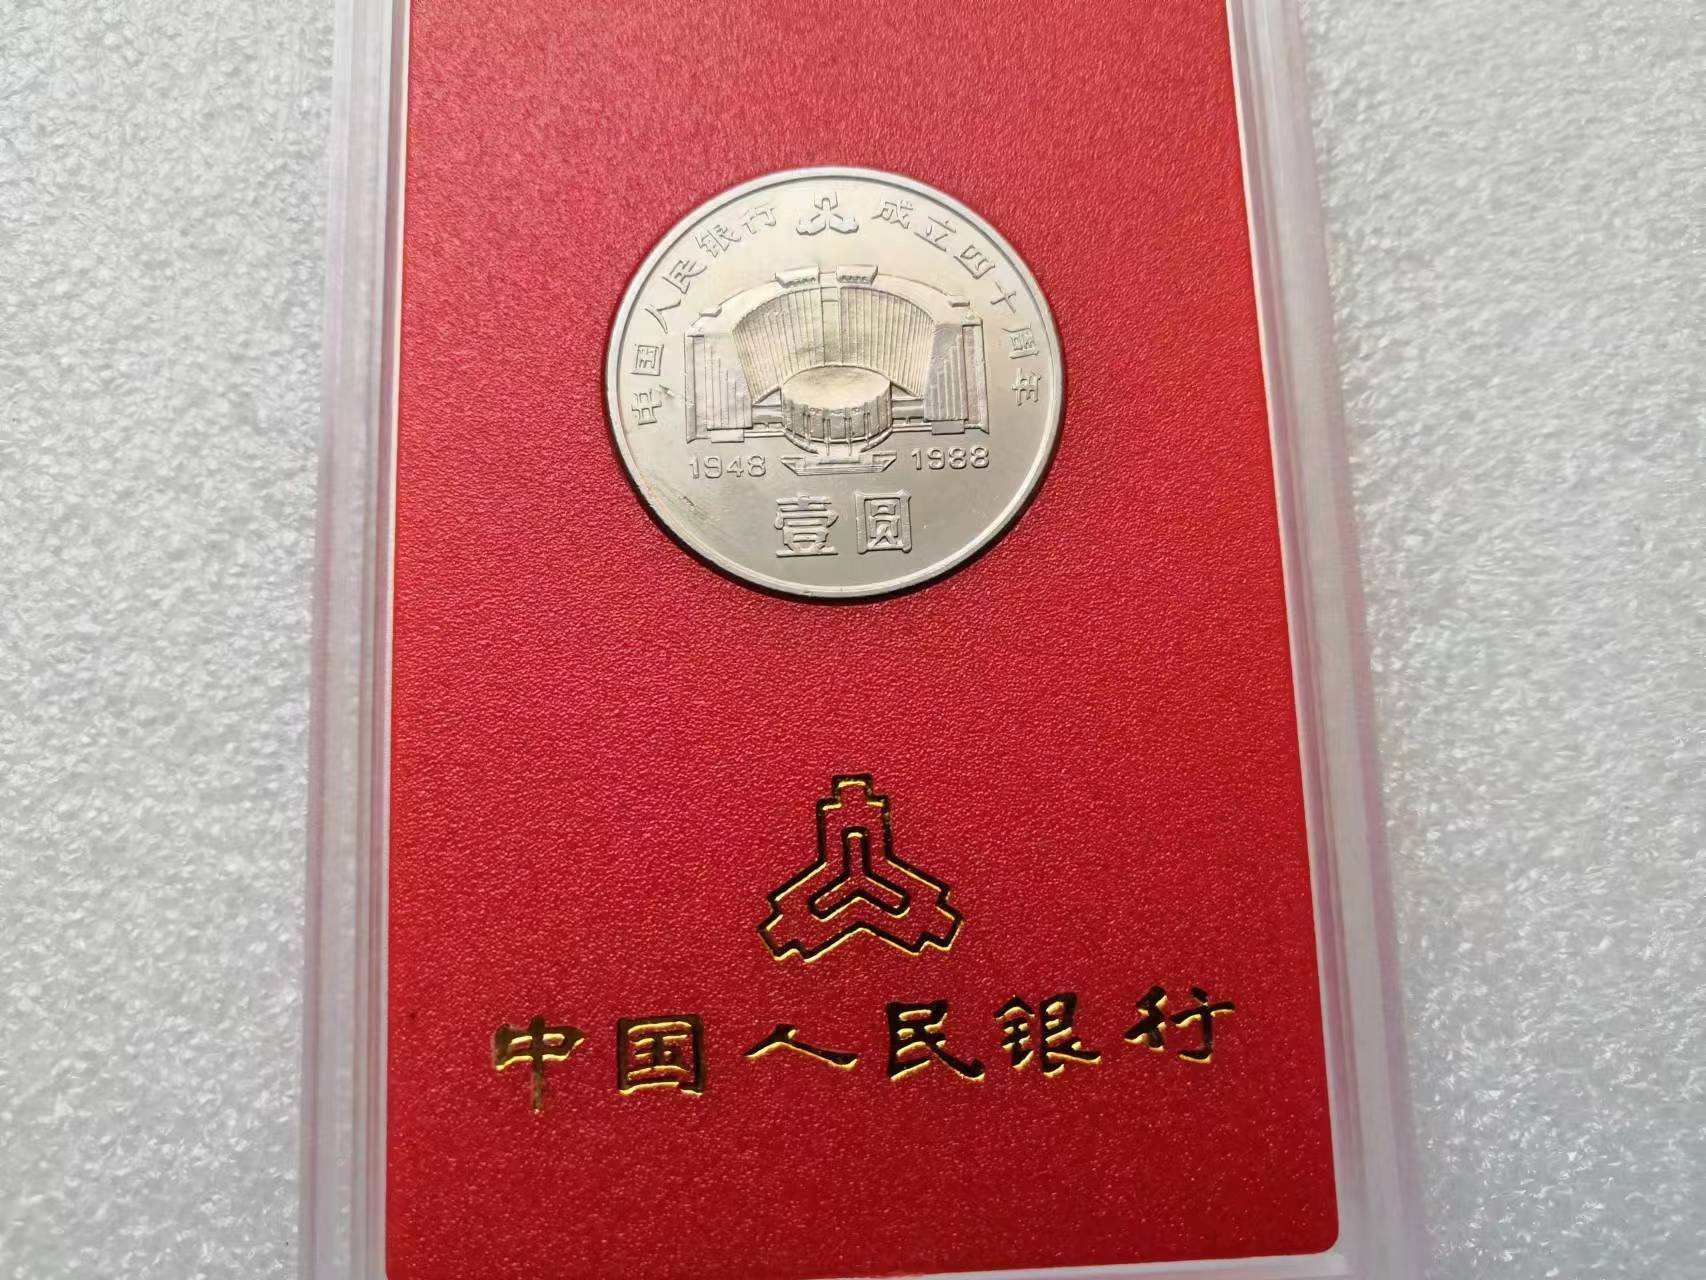 中国人民银行 成立四十周年
1948 1988
壹圆
中国人民银行